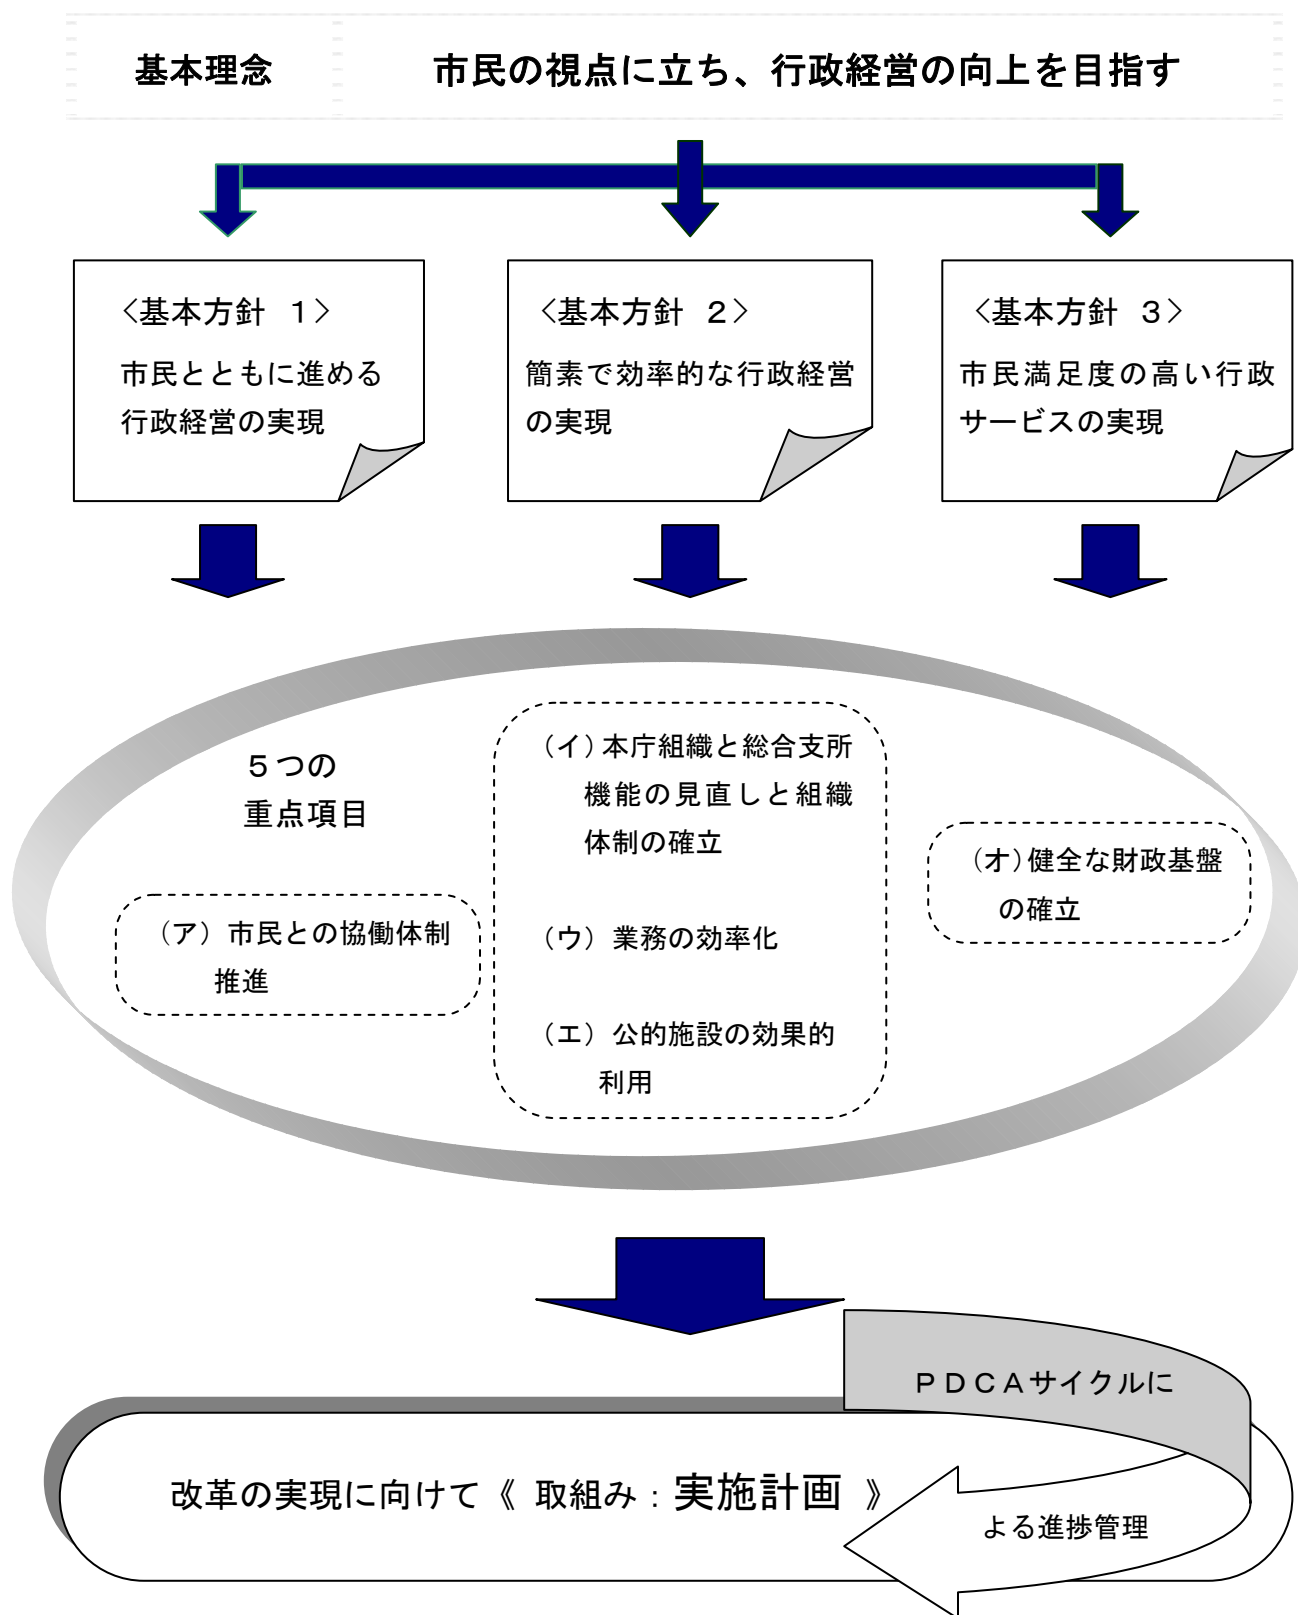 基本理念
市民の視点に立ち、行政経営の向上を目指す
〈基本方針 1〉
市民とともに進める
行政経営の実現
〈基本方針 2〉
簡素で効率的な行政経営
の実現
〈基本方針 3〉
市民満足度の高い行政
サービスの実現
5つの
重点項目
(ア)市民との協働体制
推進
(イ)本庁組織と総合支所
機能の見直しと組織
体制の確立
(ウ)業務の効率化
(エ)公的施設の効果的
利用
(オ)健全な財政基盤
の確立
PDCAサイクルに
よる進捗管理
改革の実現に向けて《 取組み:実施計画 》